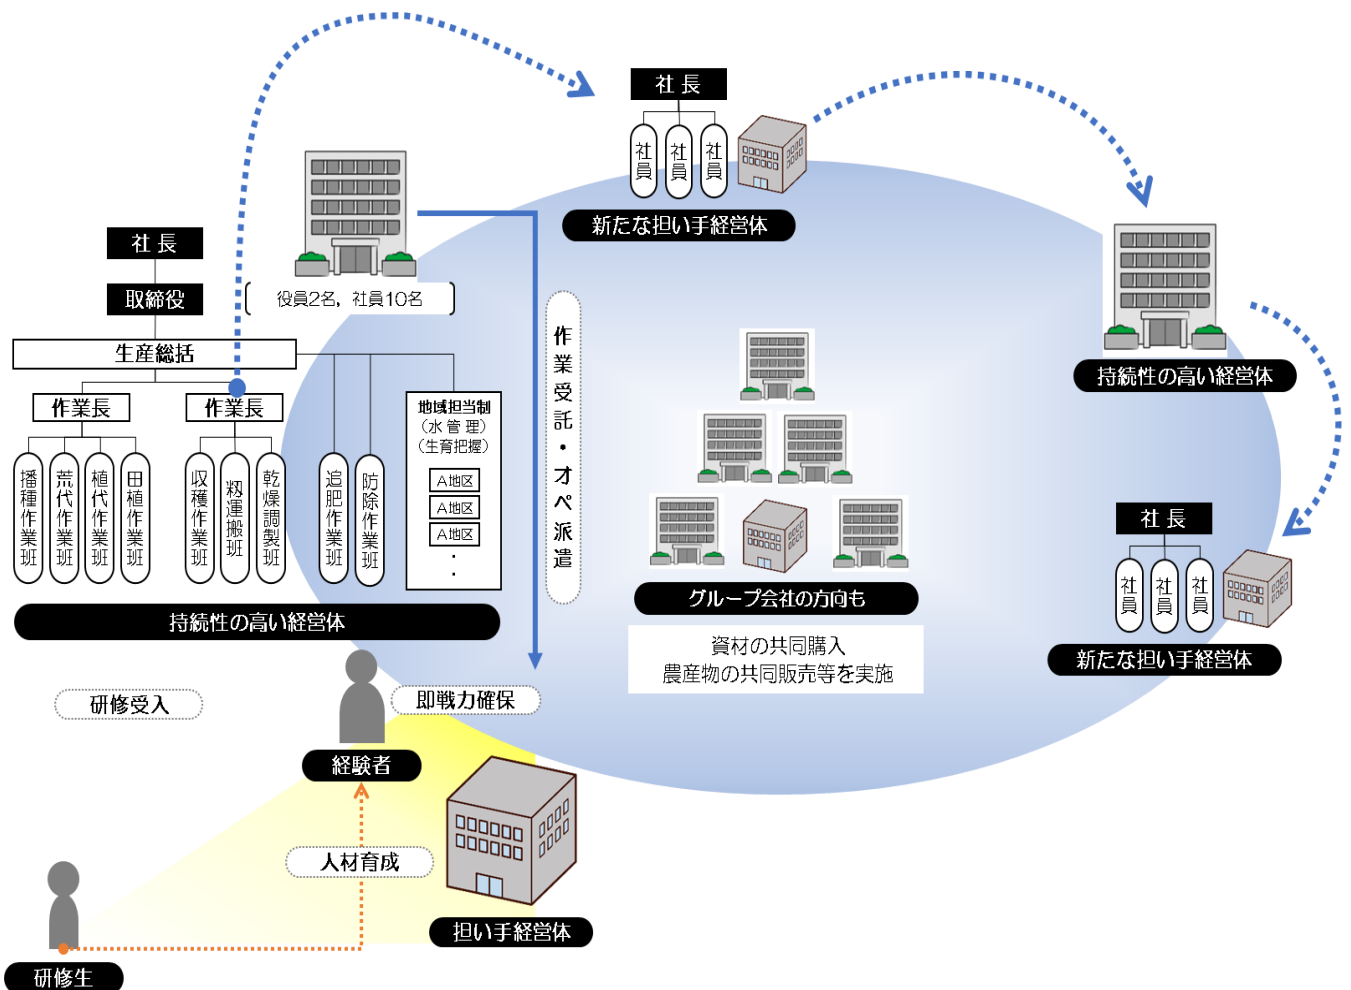 社長
社員
社員
社員
新たな担い手経営体
社長
取締役
役員2名，社員10名
生産総括
作業長
作業長
播種作業班
荒代作業班
植代作業班
田植作業班
収穫作業班
籾運搬班
乾燥調製班
追肥作業班
防除作業班
地域担当制
（水管理）
（生育把握）
A地区
A地区
A地区
・
・
持続性の高い経営体
作業受託・オペ派遣
持続性の高い経営体
グループ会社の方向も
資材の共同購入
農産物の共同販売等を実施
社長
社員
社員
社員
新たな担い手経営体
研修受入
即戦力確保
経験者
人材育成
担い手経営体
研修生